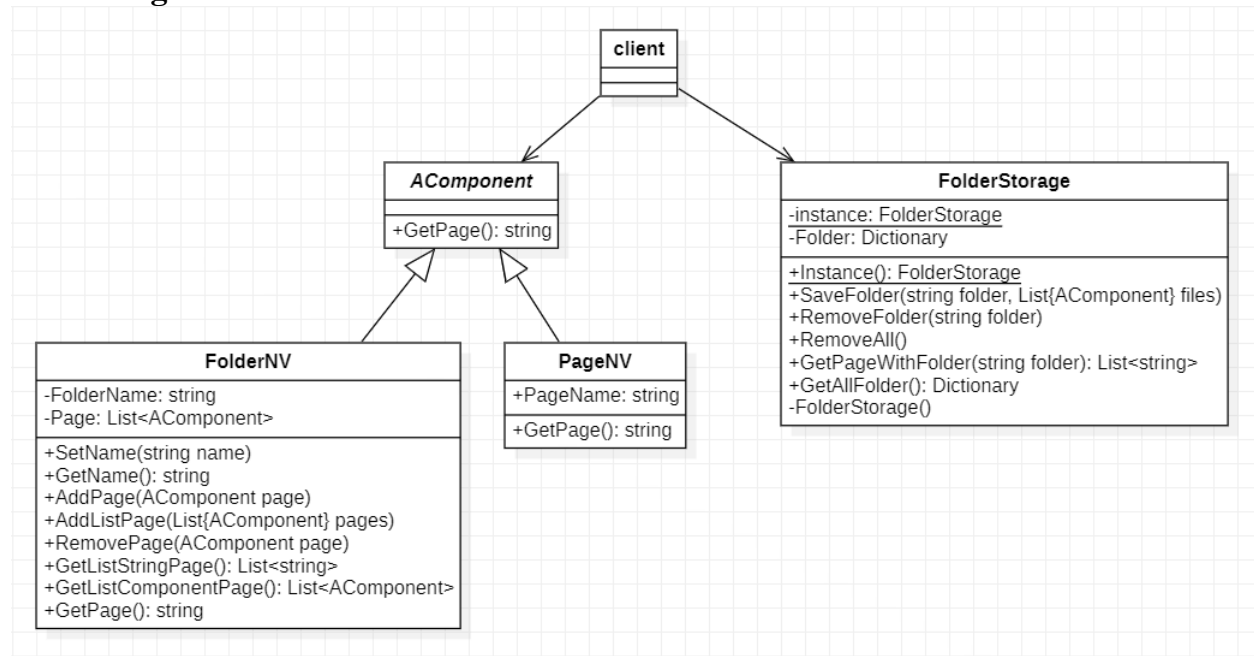 client
AComponent
+GetPage(): string
FolderStorage
-instance: FolderStorage
-Folder: Dictionary
+Instance(): FolderStorage
+SaveFolder(string folder, List{AComponent} files)
+RemoveFolder(string folder)
+RemoveAll()
+GetPageWithFolder(string folder): List<string>
+GetAllFolder(): Dictionary
-FolderStorage()
FolderNV
-FolderName: string
-Page: List<AComponent>
+SetName(string name)
+GetName(): string
+AddPage(AComponent page)
+AddListPage(List{AComponent} pages)
+RemovePage(AComponent page)
+GetListStringPage(): List<string>
+GetListComponentPage(): List<AComponent>
+GetPage(): string
PageNV
+PageName: string
+GetPage(): string